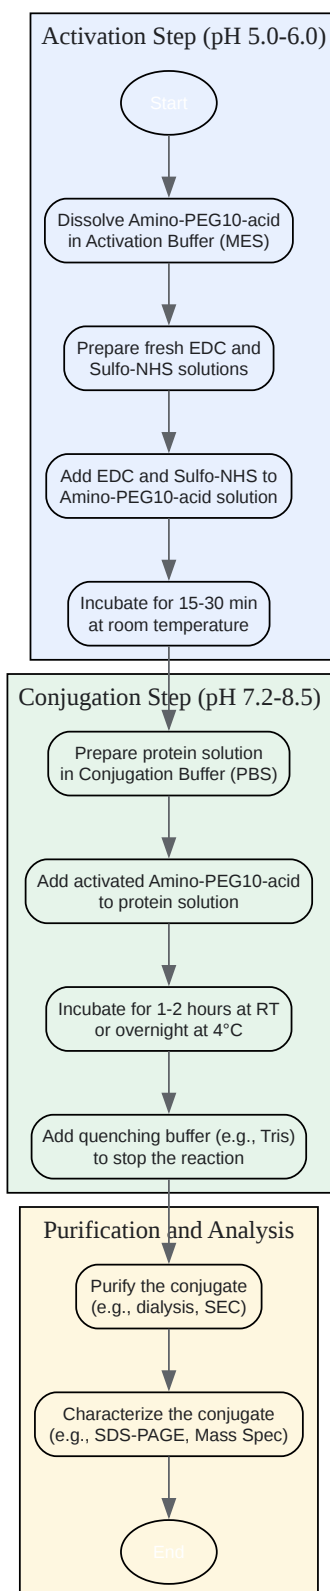 Activation Step (pH 5.0-6.0)
Start
Dissolve Amino-PEG10-acid
in Activation Buffer (MES)
Prepare fresh EDC and
Sulfo-NHS solutions
Add EDC and Sulfo-NHS to
Amino-PEG10-acid solution
Incubate for 15-30 min
at room temperature
Conjugation Step (pH 7.2-8.5)
Prepare protein solution
in Conjugation Buffer (PBS)
Add activated Amino-PEG10-acid
to protein solution
Incubate for 1-2 hours at RT
or overnight at 4°C
Add quenching buffer (e.g., Tris)
to stop the reaction
Purification and Analysis
Purify the conjugate
(e.g., dialysis, SEC)
Characterize the conjugate
(e.g., SDS-PAGE, Mass Spec)
End